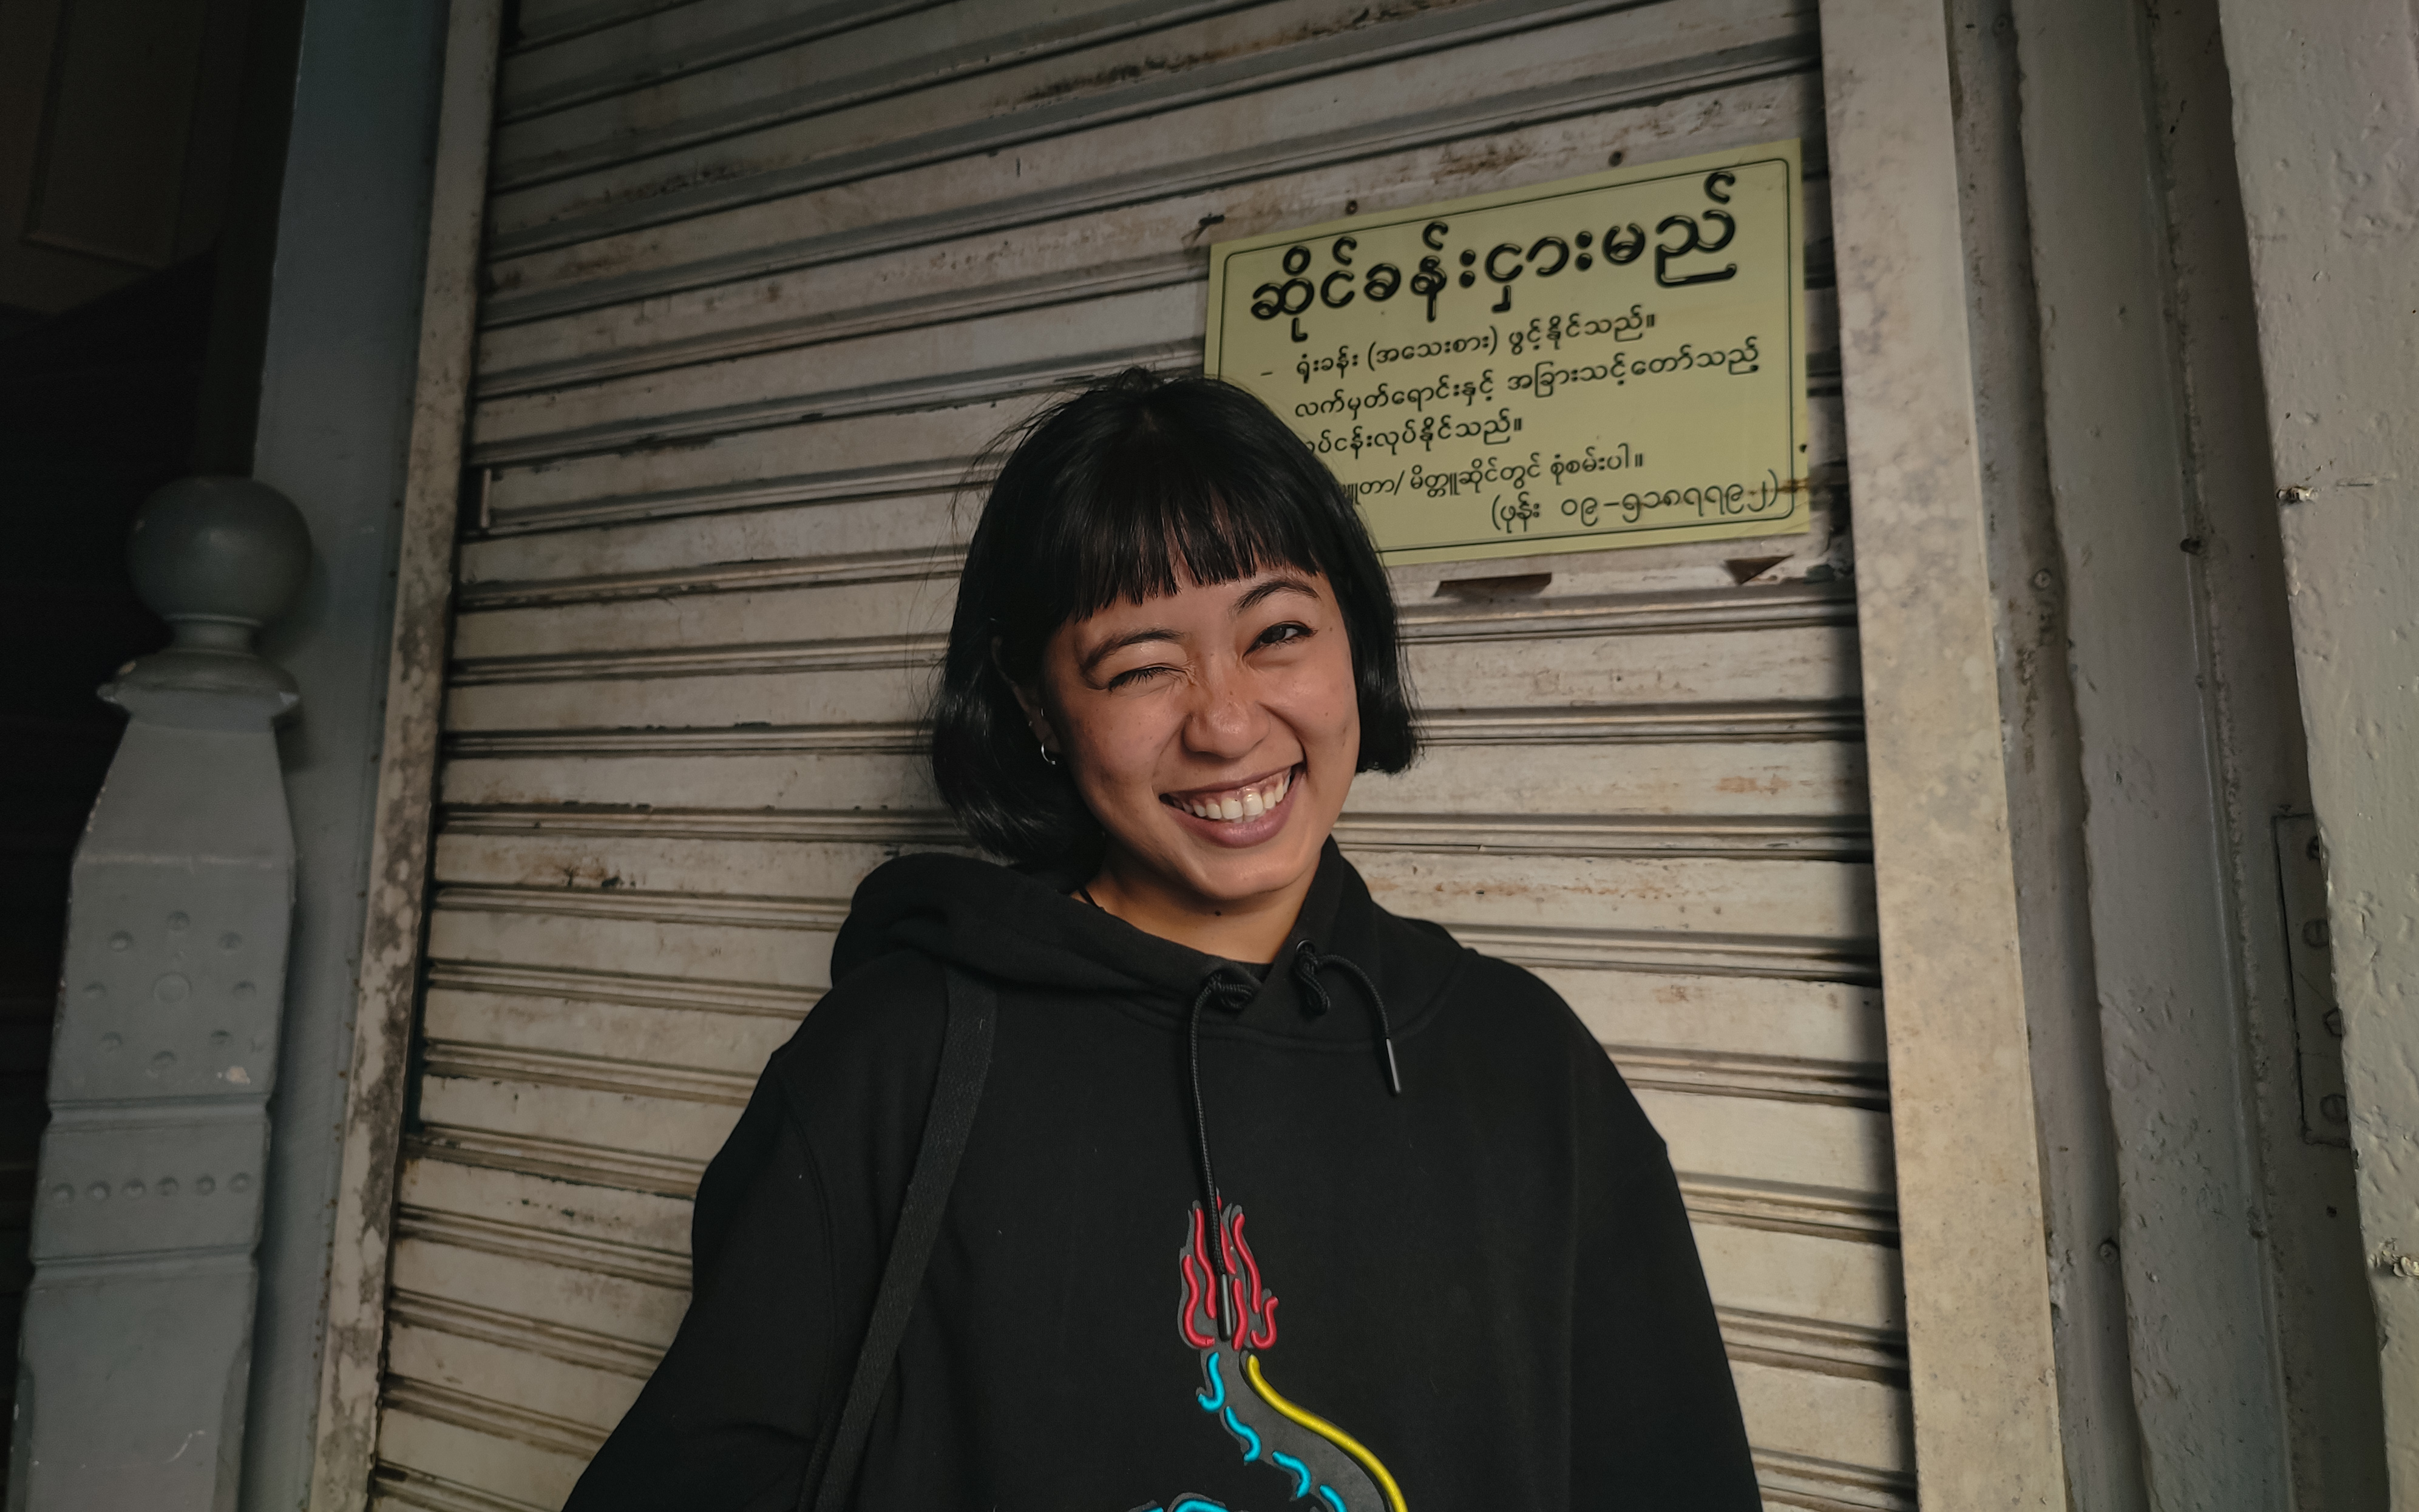 ဆိုင်ခန်းငှားမည်
- ရုံးခန်း (အသေးစား) ဖွင့်နိုင်သည်။
လက်မှတ်ရောင်းနှင့် အခြားသင့်တော်သည့်
လုပ်ငန်းလုပ်နိုင်သည်။
မိတ္တူဆိုင်တွင် စုံစမ်းပါ။
(ဖုန်း ၀၉-၅၁၈၇၇၉၂)